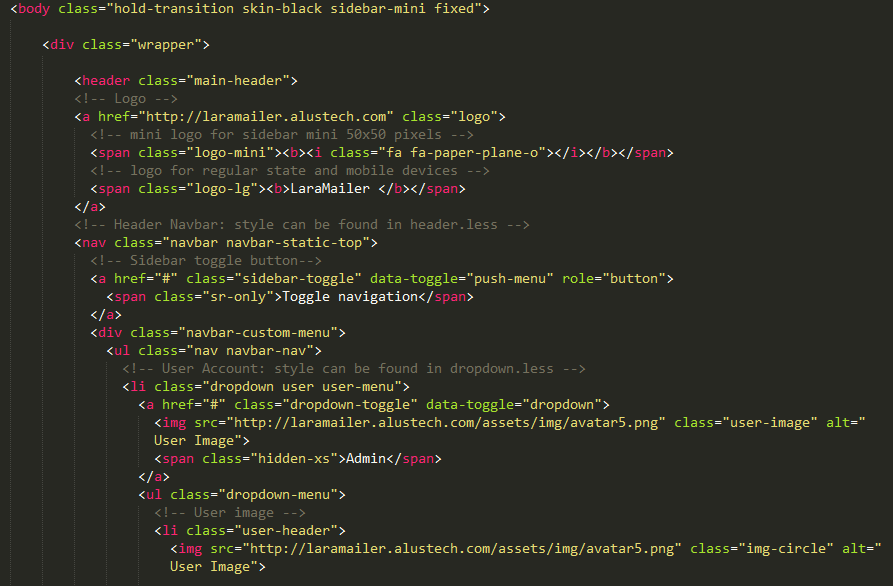 <body class="hold-transition skin-black sidebar-mini fixed">
<div class="wrapper">
<header class="main-header">
<!-- Logo -->
<a href="http://laramailer.alustech.com" class="logo">
<!-- mini logo for sidebar mini 50x50 pixels -->
<span class="logo-mini"><b><i class="fa fa-paper-plane-o"></i></b></span>
<!-- logo for regular state and mobile devices -->
<span class="logo-lg"><b>LaraMailer </b></span>
</a>
<!-- Header Navbar: style can be found in header.less -->
<nav class="navbar navbar-static-top">
<!-- Sidebar toggle button-->
<a href="#" class="sidebar-toggle" data-toggle="push-menu" role="button">
<span class="sr-only">Toggle navigation</span>
</a>
<div class="navbar-custom-menu">
<ul class="nav navbar-nav">
<!-- User Account: style can be found in dropdown.less -->
<li class="dropdown user user-menu">
<a href="#" class="dropdown-toggle" data-toggle="dropdown">
<img src="http://laramailer.alustech.com/assets/img/avatar5.png" class="user-image" alt="
User Image">
<span class="hidden-xs">Admin</span>
</a>
<ul class="dropdown-menu">
<!-- User image -->
<li class="user-header">
<img src="http://laramailer.alustech.com/assets/img/avatar5.png" class="img-circle" alt="
User Image">